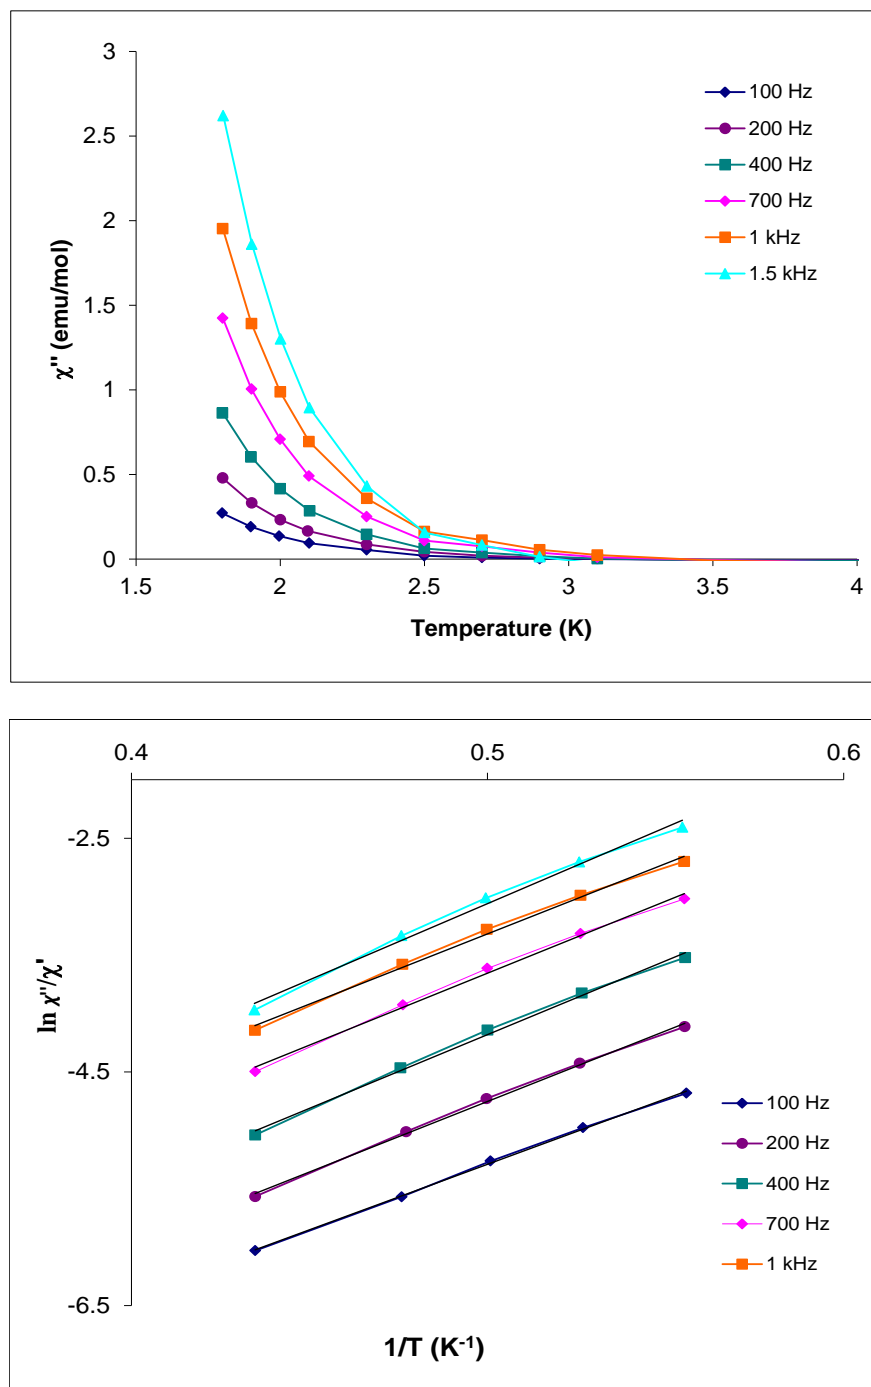 3
2.5
2
1.5
1
0.5
0
χ'' (emu/mol)
100 Hz
200 Hz
400 Hz
700 Hz
1 kHz
1.5 kHz
1.5 2 2.5 3 3.5 4
Temperature (K)
0.4 0.5 0.6
-2.5
-4.5
-6.5
ln χ''/χ'
100 Hz
200 Hz
400 Hz
700 Hz
1 kHz
1/T (K⁻¹)